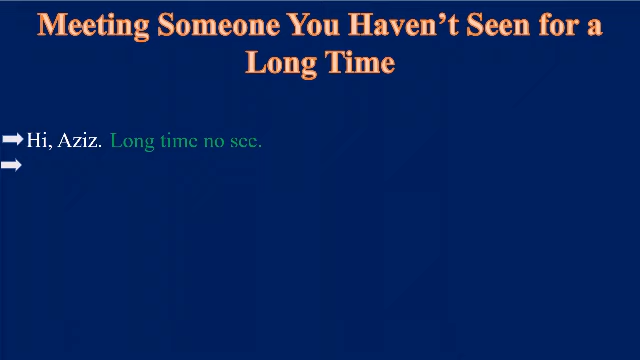 Meeting Someone You Haven’t Seen for a
Long Time
Hi, Aziz. Long time no see.